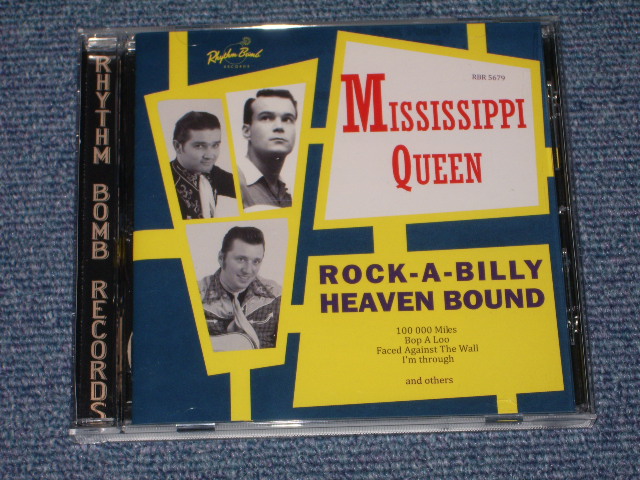 RHYTHM BOMB RECORDS
Rhythm Bomb
RECORDS
RBR 5679
MISSISSIPPI
QUEEN
ROCK-A-BILLY
HEAVEN BOUND
100 000 Miles
Bop A Loo
Faced Against The Wall
I'm through
and others